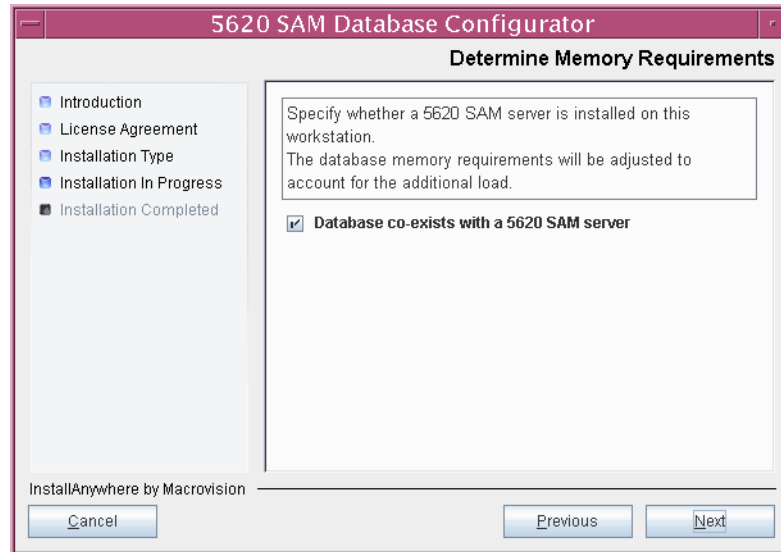 5620 SAM Database Configurator
Determine Memory Requirements
Introduction
License Agreement
Installation Type
Installation In Progress
Installation Completed
Specify whether a 5620 SAM server is installed on this
workstation.
The database memory requirements will be adjusted to
account for the additional load.
Database co-exists with a 5620 SAM server
InstallAnywhere by Macrovision
Cancel
Previous
Next